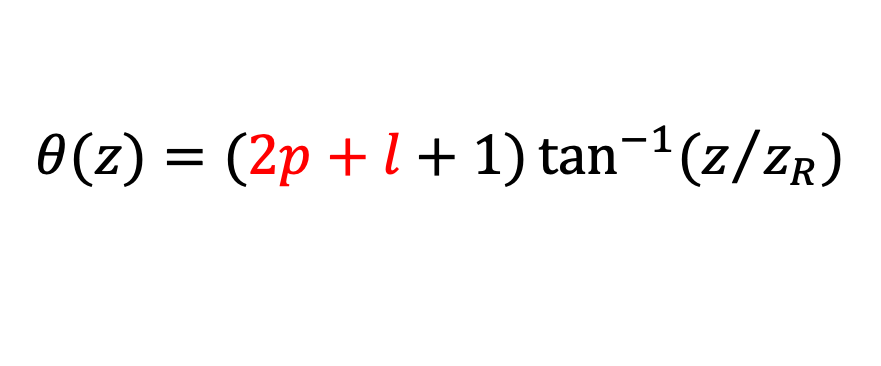 θ(z) = (2p + l + 1) tan⁻¹(z/z_R)